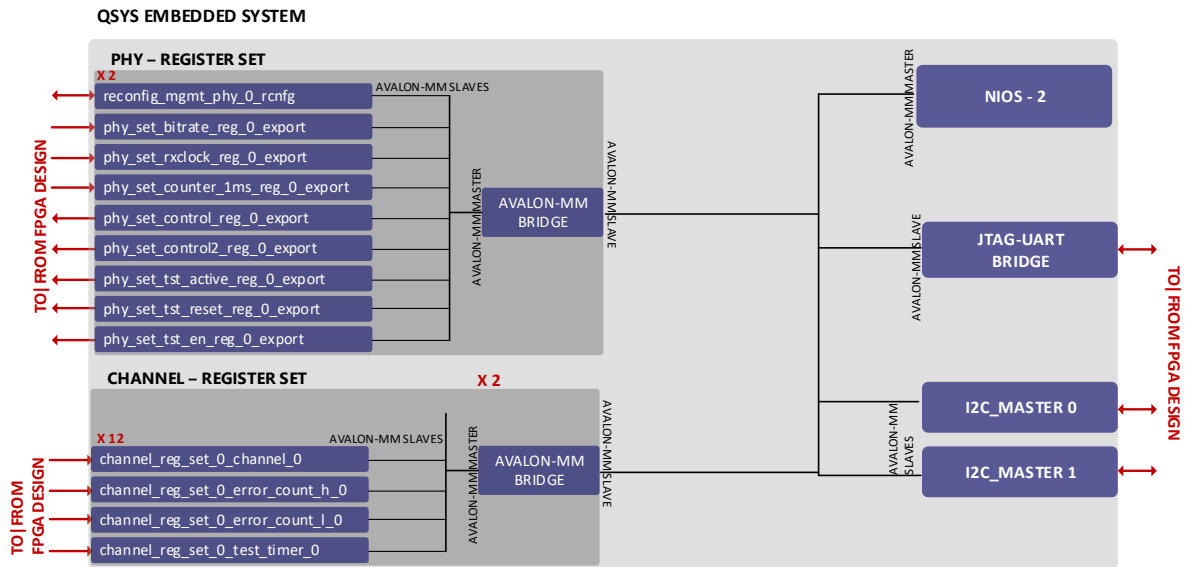 QSYS EMBEDDED SYSTEM
PHY – REGISTER SET
X 2
AVALON-MM SLAVES
reconfig_mgmt_phy_0_rcnfg
phy_set_bitrate_reg_0_export
phy_set_rxclock_reg_0_export
phy_set_counter_1ms_reg_0_export
phy_set_control_reg_0_export
phy_set_control2_reg_0_export
phy_set_tst_active_reg_0_export
phy_set_tst_reset_reg_0_export
phy_set_tst_en_reg_0_export
TO|FROM FPGA DESIGN
AVALON-MM MASTER
AVALON-MM
BRIDGE
AVALON-MM SLAVE
CHANNEL – REGISTER SET
X 2
X 12
AVALON-MM SLAVES
channel_reg_set_0_channel_0
channel_reg_set_0_error_count_h_0
channel_reg_set_0_error_count_l_0
channel_reg_set_0_test_timer_0
TO|FROM
FPGA DESIGN
AVALON-MM MASTER
AVALON-MM
BRIDGE
AVALON-MM SLAVE
AVALON-MM MASTER
NIOS - 2
AVALON-MM SLAVE
JTAG-UART
BRIDGE
AVALON-MM
SLAVES
I2C_MASTER 0
I2C_MASTER 1
TO|FROM FPGA DESIGN